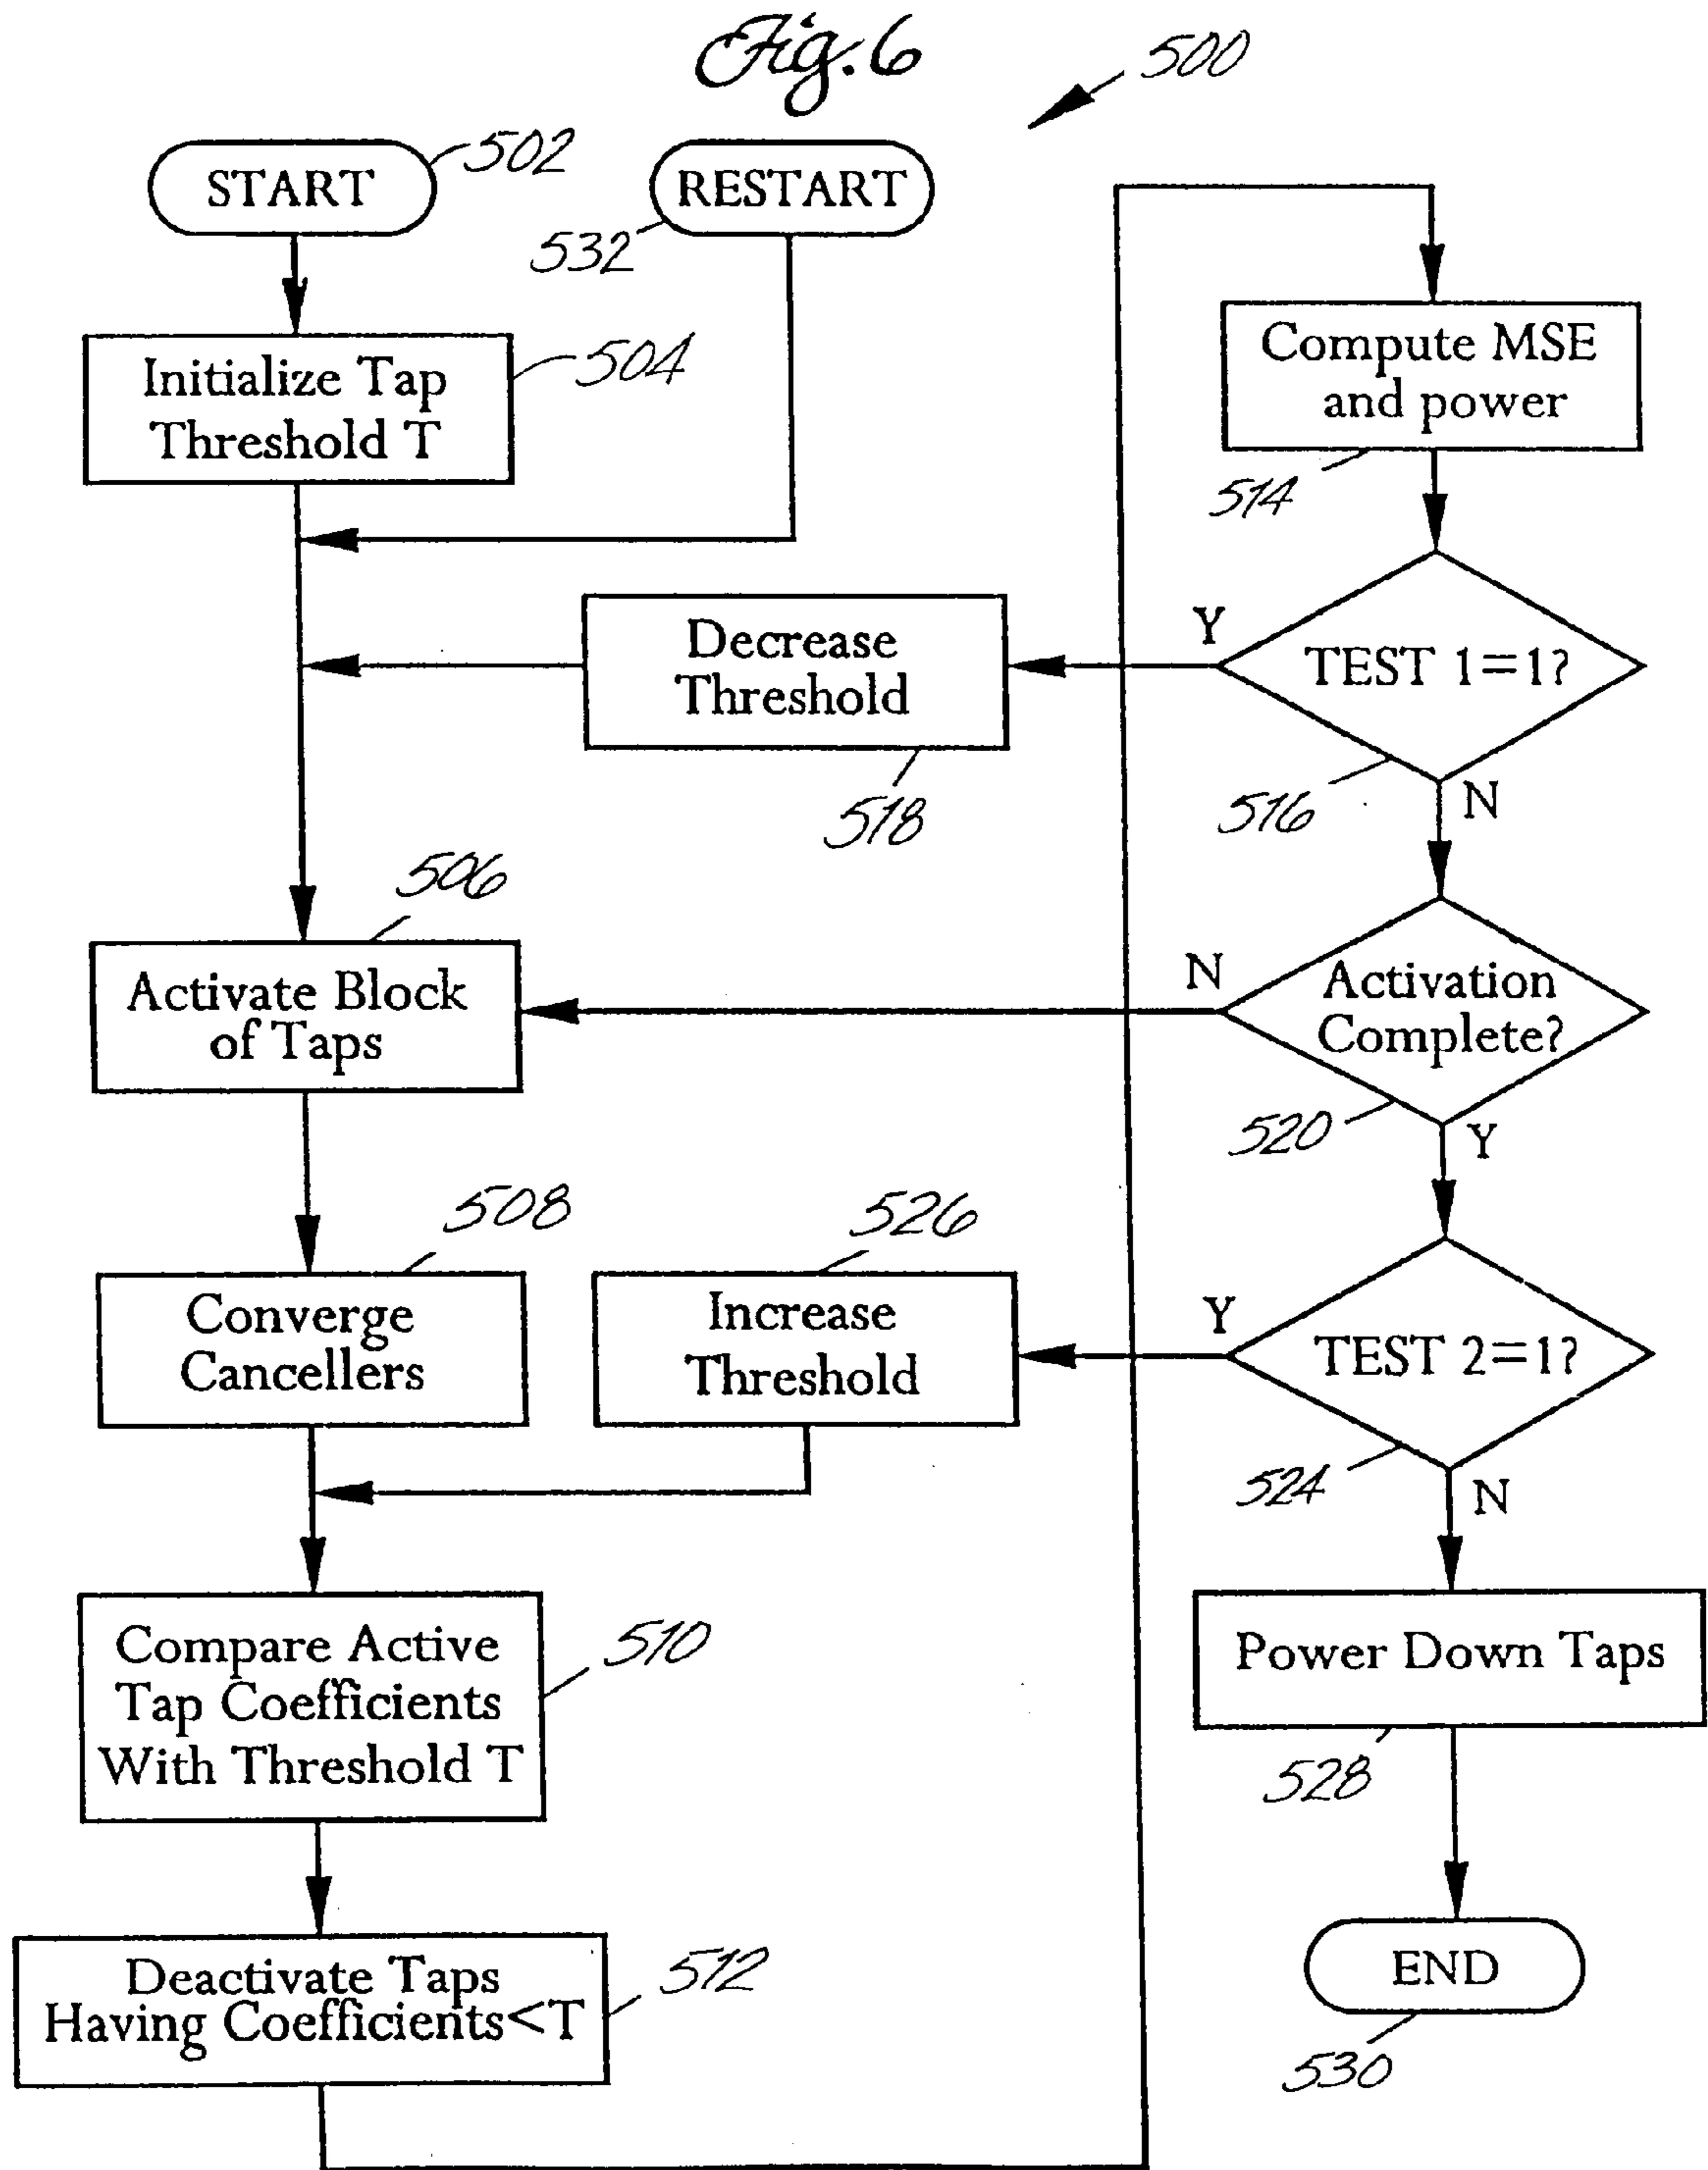 Fig. 6
500
START
502
RESTART
532
Initialize Tap
Threshold T
504
Compute MSE
and power
514
Decrease
Threshold
518
Y
TEST 1=1?
516
N
506
Activate Block
of Taps
N
Activation
Complete?
520
Y
508
Converge
Cancellers
526
Increase
Threshold
Y
TEST 2=1?
524
N
Compare Active
Tap Coefficients
With Threshold T
510
Power Down Taps
528
Deactivate Taps
Having Coefficients<T
512
END
530